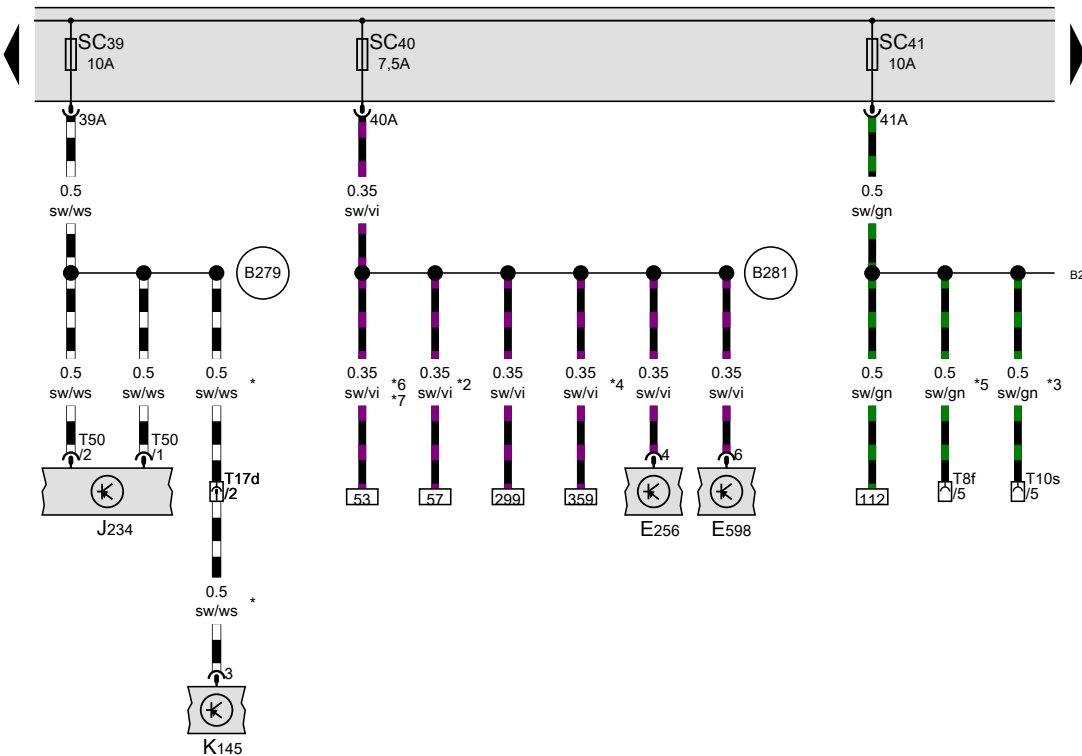 SC39
10A
SC40
7,5A
SC41
10A
39A
40A
41A
0.5
sw/ws
0.35
sw/vi
0.5
sw/gn
B279
B281
B2
0.5
sw/ws
0.5
sw/ws
0.5
sw/ws
*
0.35
sw/vi
*6
*7
0.35
sw/vi
*2
0.35
sw/vi
0.35
sw/vi
*4
0.35
sw/vi
0.35
sw/vi
0.5
sw/gn
0.5
sw/gn
*5
0.5
sw/gn
*3
T50
/2
T50
/1
T17d
/2
4
6
T8f
/5
T10s
/5
53
57
299
359
112
J234
E256
E598
0.5
sw/ws
*
3
K145